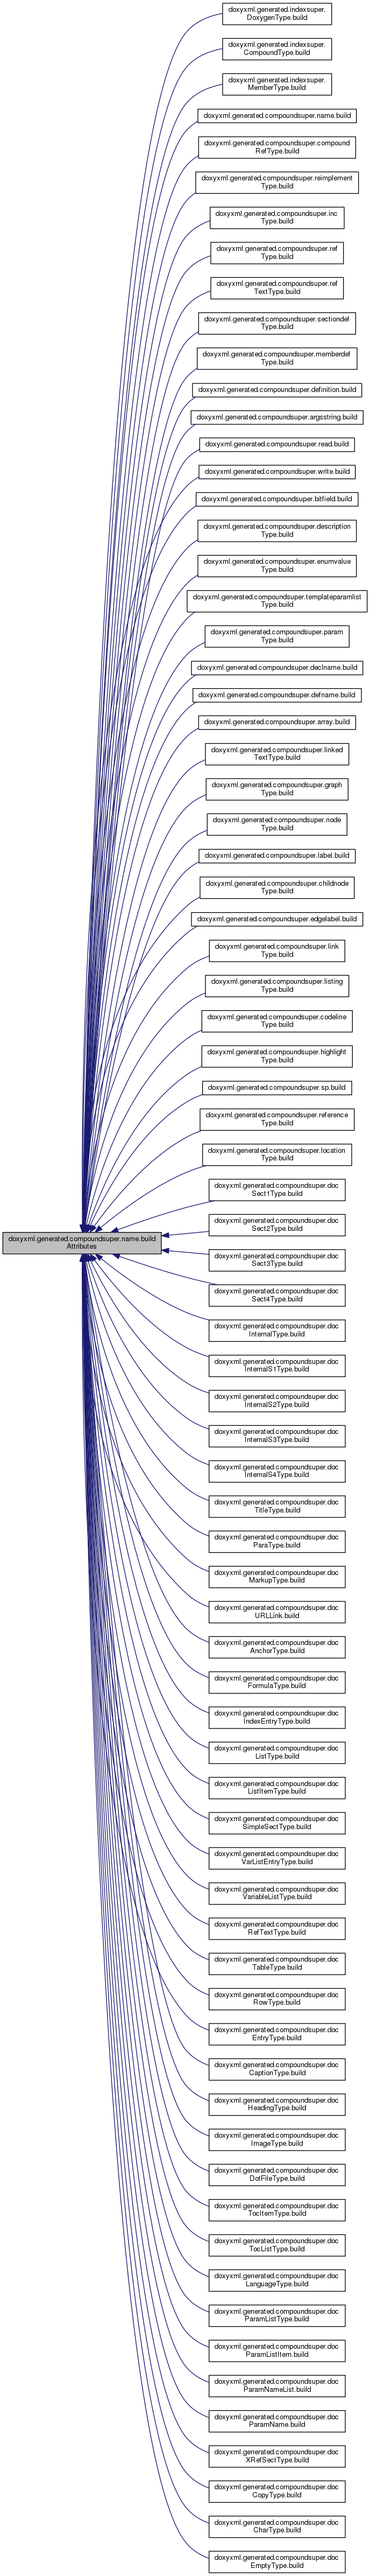 doxyxml.generated.indexsuper.
DoxygenType.build
doxyxml.generated.indexsuper.
CompoundType.build
doxyxml.generated.indexsuper.
MemberType.build
doxyxml.generated.compoundsuper.name.build
doxyxml.generated.compoundsuper.compound
RefType.build
doxyxml.generated.compoundsuper.reimplement
Type.build
doxyxml.generated.compoundsuper.inc
Type.build
doxyxml.generated.compoundsuper.ref
Type.build
doxyxml.generated.compoundsuper.ref
TextType.build
doxyxml.generated.compoundsuper.sectiondef
Type.build
doxyxml.generated.compoundsuper.memberdef
Type.build
doxyxml.generated.compoundsuper.definition.build
doxyxml.generated.compoundsuper.argsstring.build
doxyxml.generated.compoundsuper.read.build
doxyxml.generated.compoundsuper.write.build
doxyxml.generated.compoundsuper.bitfield.build
doxyxml.generated.compoundsuper.description
Type.build
doxyxml.generated.compoundsuper.enumvalue
Type.build
doxyxml.generated.compoundsuper.templateparamlist
Type.build
doxyxml.generated.compoundsuper.param
Type.build
doxyxml.generated.compoundsuper.declname.build
doxyxml.generated.compoundsuper.defname.build
doxyxml.generated.compoundsuper.array.build
doxyxml.generated.compoundsuper.linked
TextType.build
doxyxml.generated.compoundsuper.graph
Type.build
doxyxml.generated.compoundsuper.node
Type.build
doxyxml.generated.compoundsuper.label.build
doxyxml.generated.compoundsuper.childnode
Type.build
doxyxml.generated.compoundsuper.edgelabel.build
doxyxml.generated.compoundsuper.link
Type.build
doxyxml.generated.compoundsuper.listing
Type.build
doxyxml.generated.compoundsuper.codeline
Type.build
doxyxml.generated.compoundsuper.highlight
Type.build
doxyxml.generated.compoundsuper.sp.build
doxyxml.generated.compoundsuper.reference
Type.build
doxyxml.generated.compoundsuper.location
Type.build
doxyxml.generated.compoundsuper.doc
Sect1Type.build
doxyxml.generated.compoundsuper.doc
Sect2Type.build
doxyxml.generated.compoundsuper.name.build
Attributes
doxyxml.generated.compoundsuper.doc
Sect3Type.build
doxyxml.generated.compoundsuper.doc
Sect4Type.build
doxyxml.generated.compoundsuper.doc
InternalType.build
doxyxml.generated.compoundsuper.doc
InternalS1Type.build
doxyxml.generated.compoundsuper.doc
InternalS2Type.build
doxyxml.generated.compoundsuper.doc
InternalS3Type.build
doxyxml.generated.compoundsuper.doc
InternalS4Type.build
doxyxml.generated.compoundsuper.doc
TitleType.build
doxyxml.generated.compoundsuper.doc
ParaType.build
doxyxml.generated.compoundsuper.doc
MarkupType.build
doxyxml.generated.compoundsuper.doc
URLLink.build
doxyxml.generated.compoundsuper.doc
AnchorType.build
doxyxml.generated.compoundsuper.doc
FormulaType.build
doxyxml.generated.compoundsuper.doc
IndexEntryType.build
doxyxml.generated.compoundsuper.doc
ListType.build
doxyxml.generated.compoundsuper.doc
ListItemType.build
doxyxml.generated.compoundsuper.doc
SimpleSectType.build
doxyxml.generated.compoundsuper.doc
VarListEntryType.build
doxyxml.generated.compoundsuper.doc
VariableListType.build
doxyxml.generated.compoundsuper.doc
RefTextType.build
doxyxml.generated.compoundsuper.doc
TableType.build
doxyxml.generated.compoundsuper.doc
RowType.build
doxyxml.generated.compoundsuper.doc
EntryType.build
doxyxml.generated.compoundsuper.doc
CaptionType.build
doxyxml.generated.compoundsuper.doc
HeadingType.build
doxyxml.generated.compoundsuper.doc
ImageType.build
doxyxml.generated.compoundsuper.doc
DotFileType.build
doxyxml.generated.compoundsuper.doc
TocItemType.build
doxyxml.generated.compoundsuper.doc
TocListType.build
doxyxml.generated.compoundsuper.doc
LanguageType.build
doxyxml.generated.compoundsuper.doc
ParamListType.build
doxyxml.generated.compoundsuper.doc
ParamListItem.build
doxyxml.generated.compoundsuper.doc
ParamNameList.build
doxyxml.generated.compoundsuper.doc
ParamName.build
doxyxml.generated.compoundsuper.doc
XRefSectType.build
doxyxml.generated.compoundsuper.doc
CopyType.build
doxyxml.generated.compoundsuper.doc
CharType.build
doxyxml.generated.compoundsuper.doc
EmptyType.build